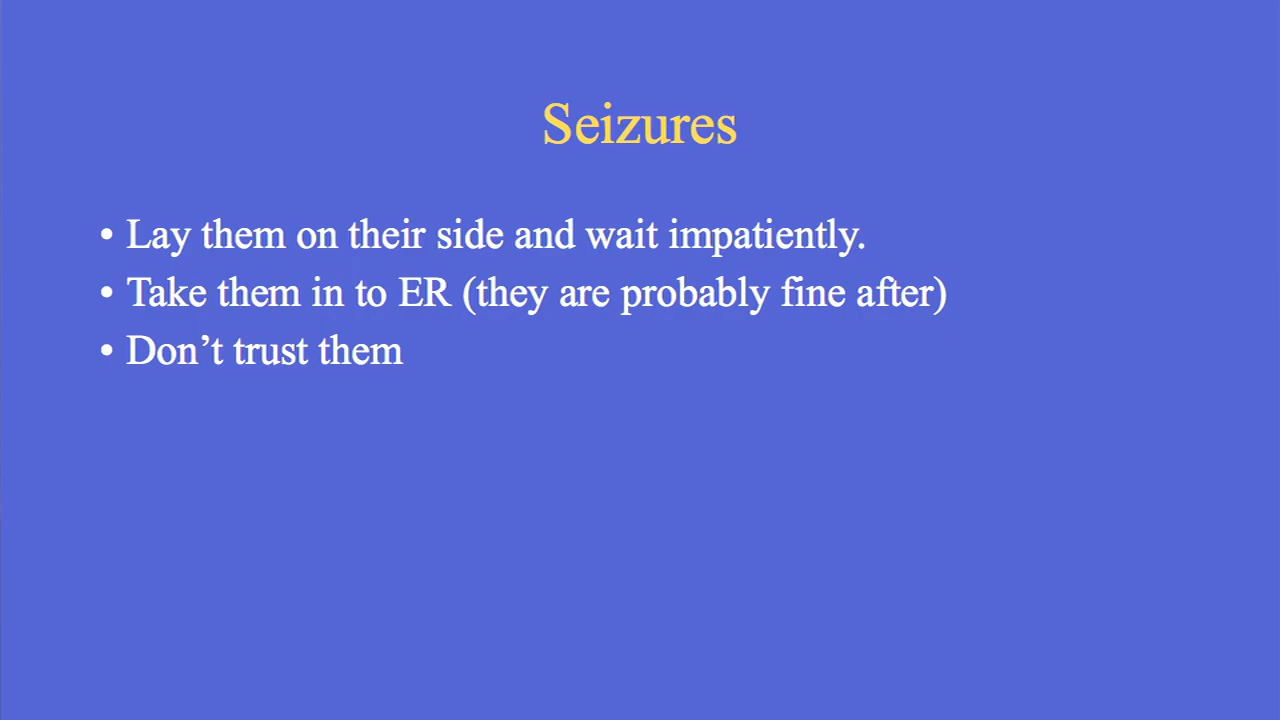 Seizures
• Lay them on their side and wait impatiently.
• Take them in to ER (they are probably fine after)
• Don’t trust them